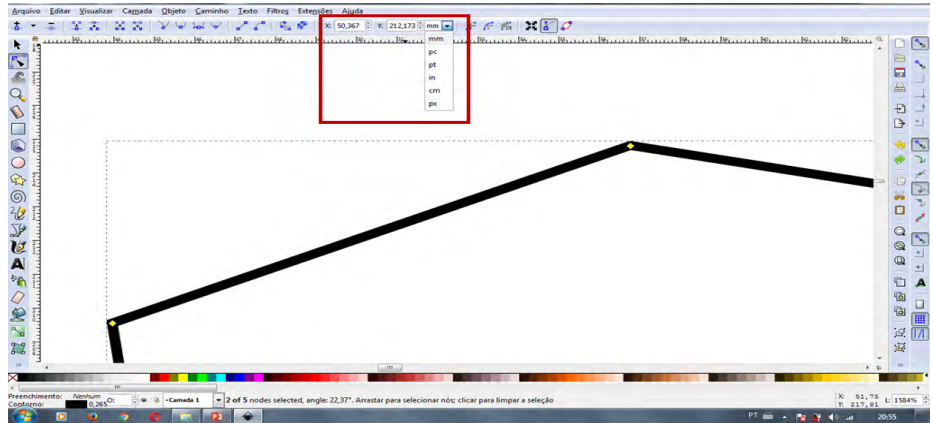 Arquivo Editar Visualizar Camada Objeto Caminho Texto Filtros Extensões Ajuda
X: 50,367 Y: 212,173 mm
mm
pc
pt
in
cm
px
Preenchimento: Nenhum O:
Contorno: 0,265
-Camada 1
2 of 5 nodes selected, angle: 22,37°. Arrastar para selecionar nós; clicar para limpar a seleção
X: 51,76
Y: 217,81
L: 1584%
PT 20:55